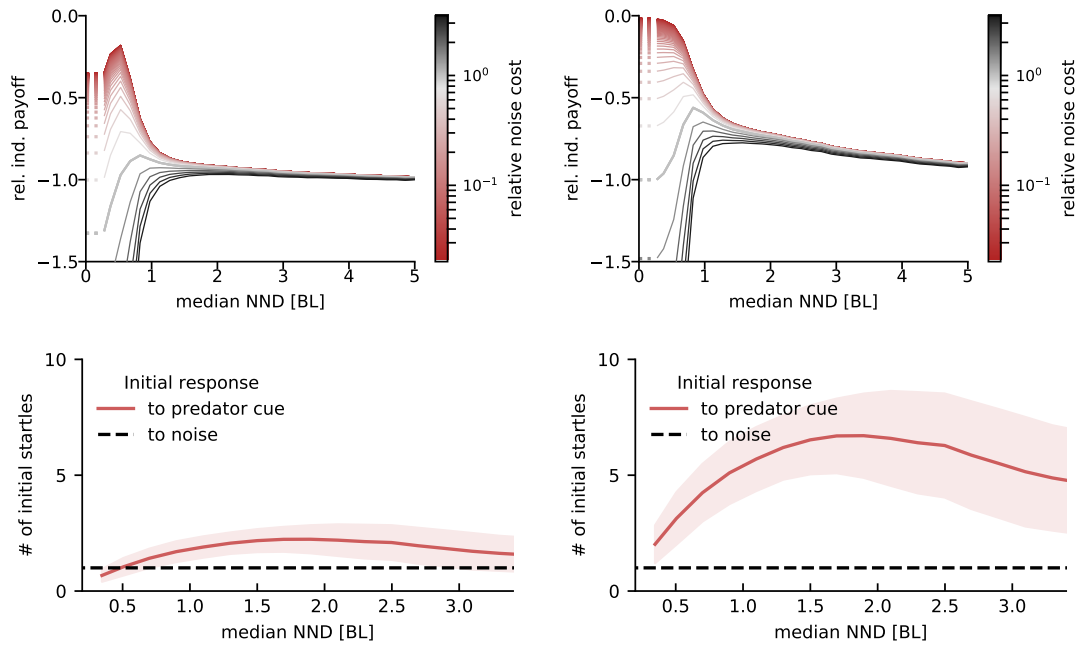 0.0
−0.5
−1.0
−1.5
rel. ind. payoff
0 1 2 3 4 5
median NND [BL]
10⁰
10⁻¹
relative noise cost
0.0
−0.5
−1.0
−1.5
rel. ind. payoff
0 1 2 3 4 5
median NND [BL]
10⁰
10⁻¹
relative noise cost
10
5
0
# of initial startles
Initial response
to predator cue
to noise
0.5 1.0 1.5 2.0 2.5 3.0
median NND [BL]
10
5
0
# of initial startles
Initial response
to predator cue
to noise
0.5 1.0 1.5 2.0 2.5 3.0
median NND [BL]